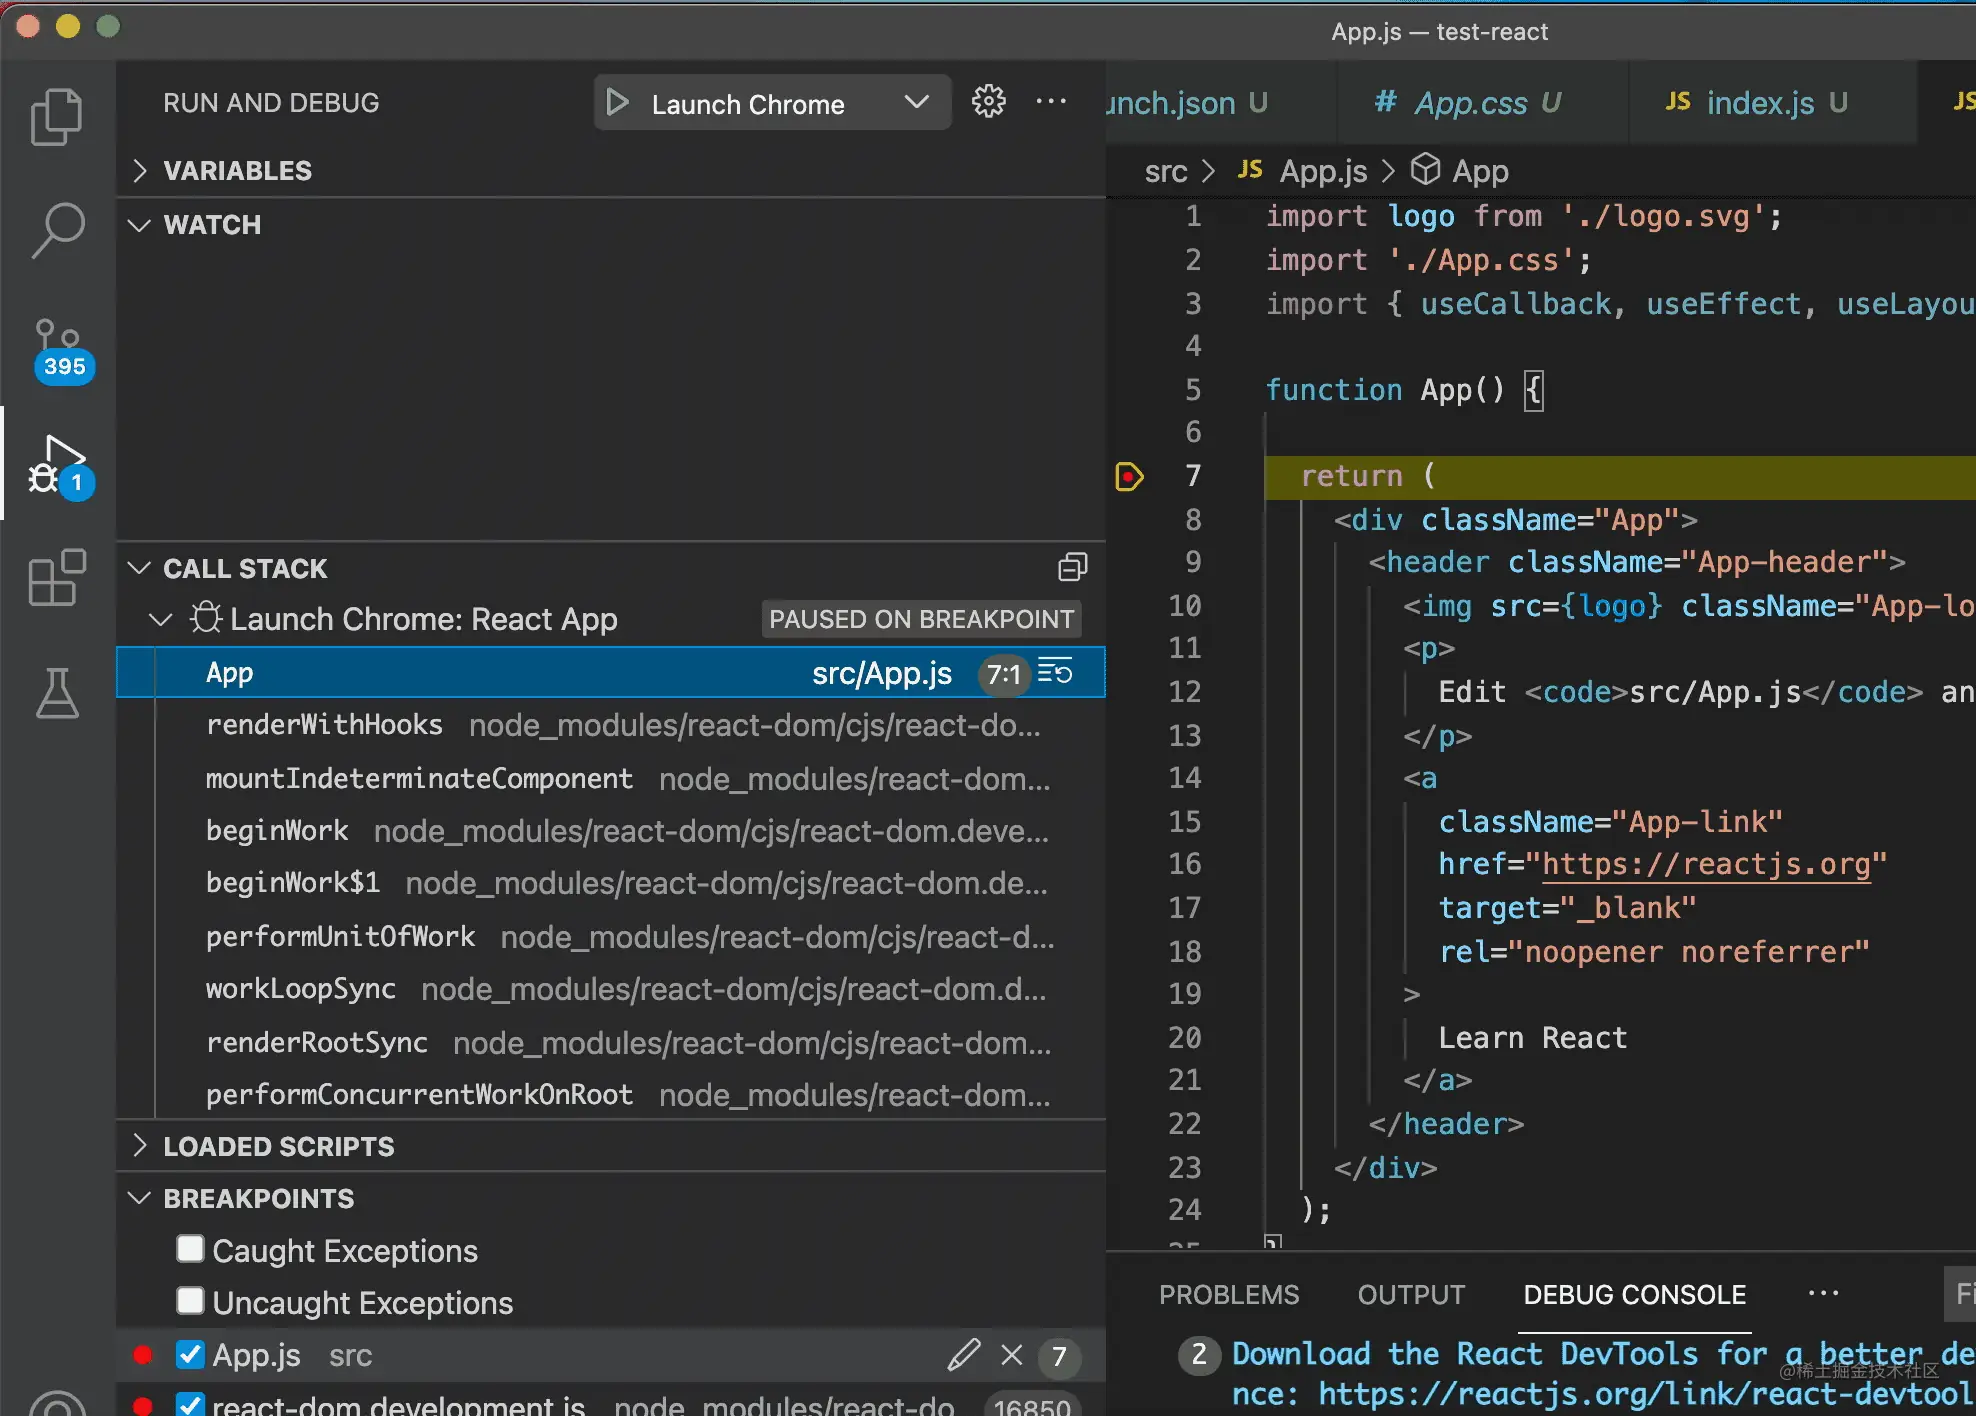 App.js — test-react
RUN AND DEBUG
Launch Chrome
VARIABLES
WATCH
395
1
CALL STACK
Launch Chrome: React App PAUSED ON BREAKPOINT
App src/App.js 7:1
renderWithHooks node_modules/react-dom/cjs/react-do...
mountIndeterminateComponent node_modules/react-dom...
beginWork node_modules/react-dom/cjs/react-dom.deve...
beginWork$1 node_modules/react-dom/cjs/react-dom.de...
performUnitOfWork node_modules/react-dom/cjs/react-d...
workLoopSync node_modules/react-dom/cjs/react-dom.d...
renderRootSync node_modules/react-dom/cjs/react-dom...
performConcurrentWorkOnRoot node_modules/react-dom...
LOADED SCRIPTS
BREAKPOINTS
Caught Exceptions
Uncaught Exceptions
App.js src 7
react-dom.development.js node_modules/react-do 16850
unch.json U # App.css U JS index.js U JS
src > JS App.js > App
1 import logo from './logo.svg';
2 import './App.css';
3 import { useCallback, useEffect, useLayou
4
5 function App() {
6
7 return (
8 <div className="App">
9 <header className="App-header">
10 <img src={logo} className="App-lo
11 <p>
12 Edit <code>src/App.js</code> an
13 </p>
14 <a
15 className="App-link"
16 href="https://reactjs.org"
17 target="_blank"
18 rel="noopener noreferrer"
19 >
20 Learn React
21 </a>
22 </header>
23 </div>
24 );
25 }
PROBLEMS OUTPUT DEBUG CONSOLE ··· Fi
2 Download the React DevTools for a better de
nce: https://reactjs.org/link/react-devtool
@稀土掘金技术社区